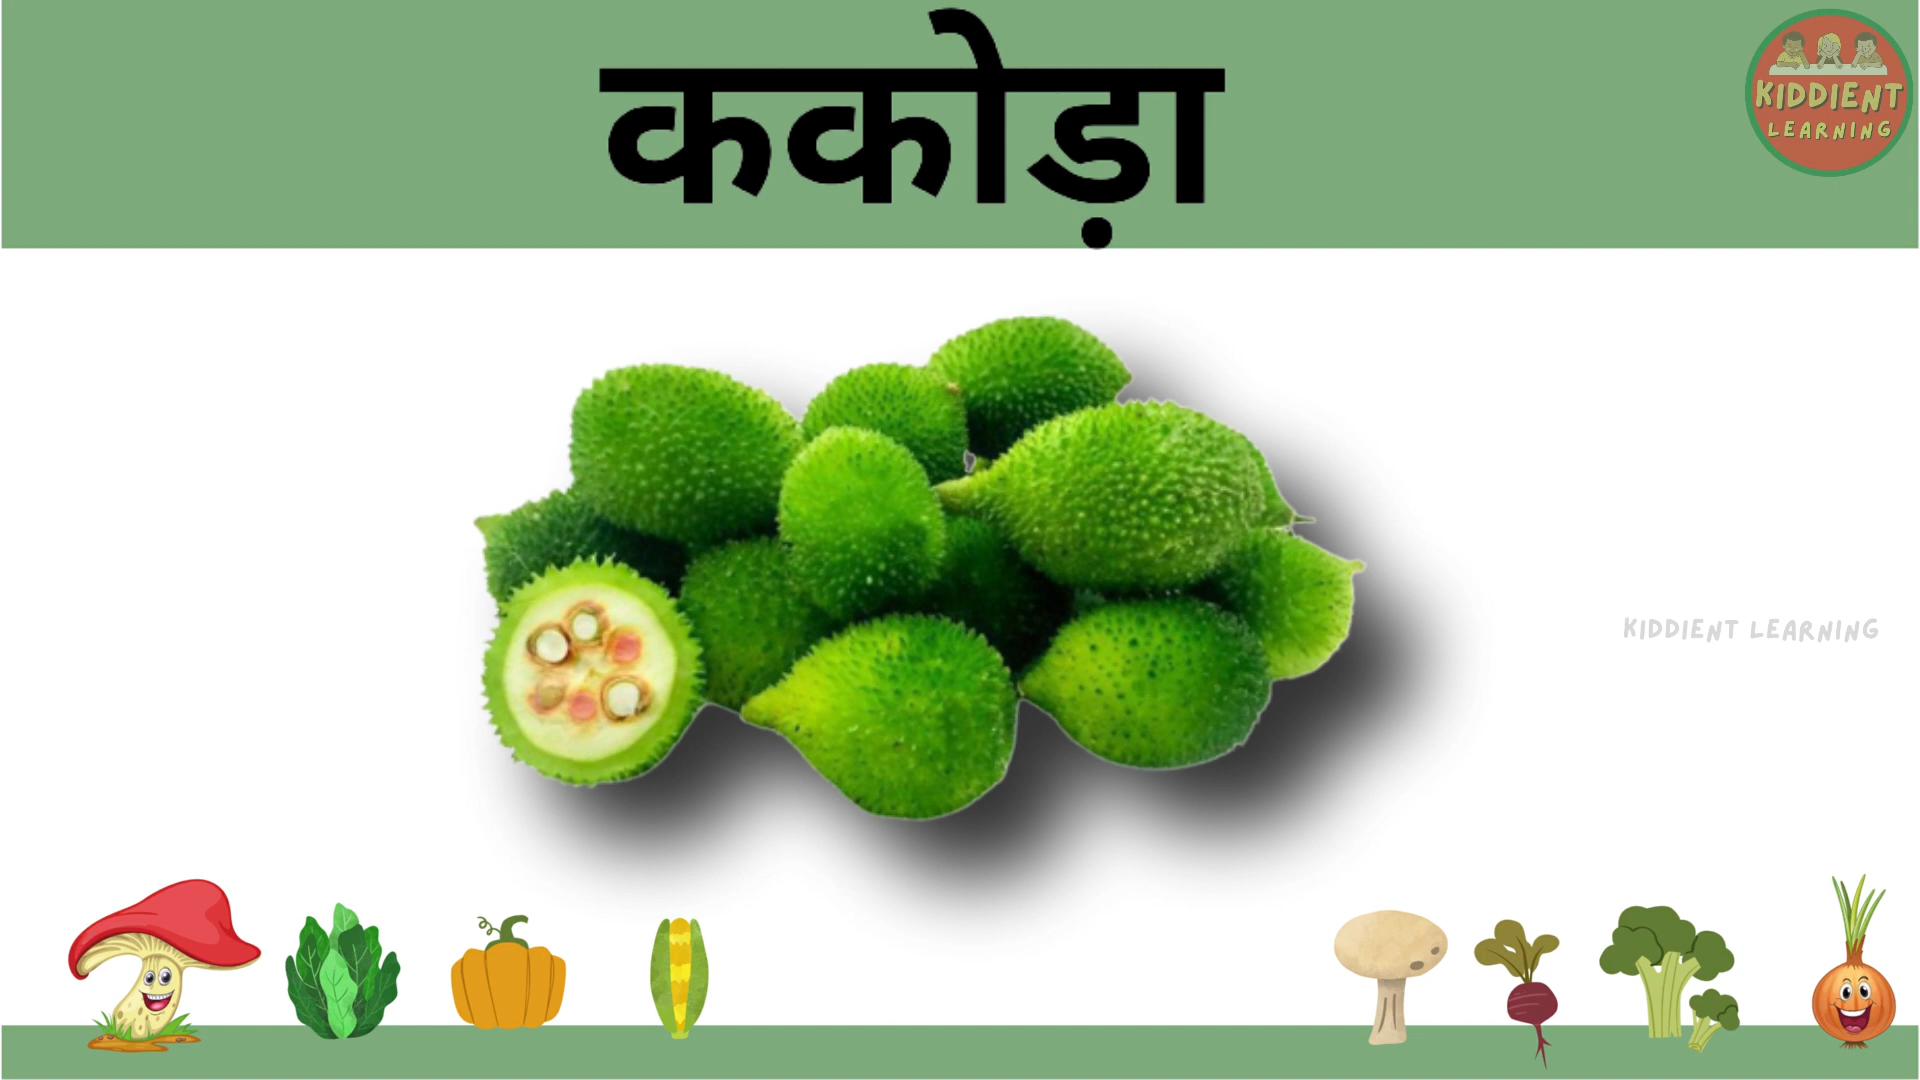 ककोड़ा
KIDDIENT
LEARNING
KIDDIENT LEARNING